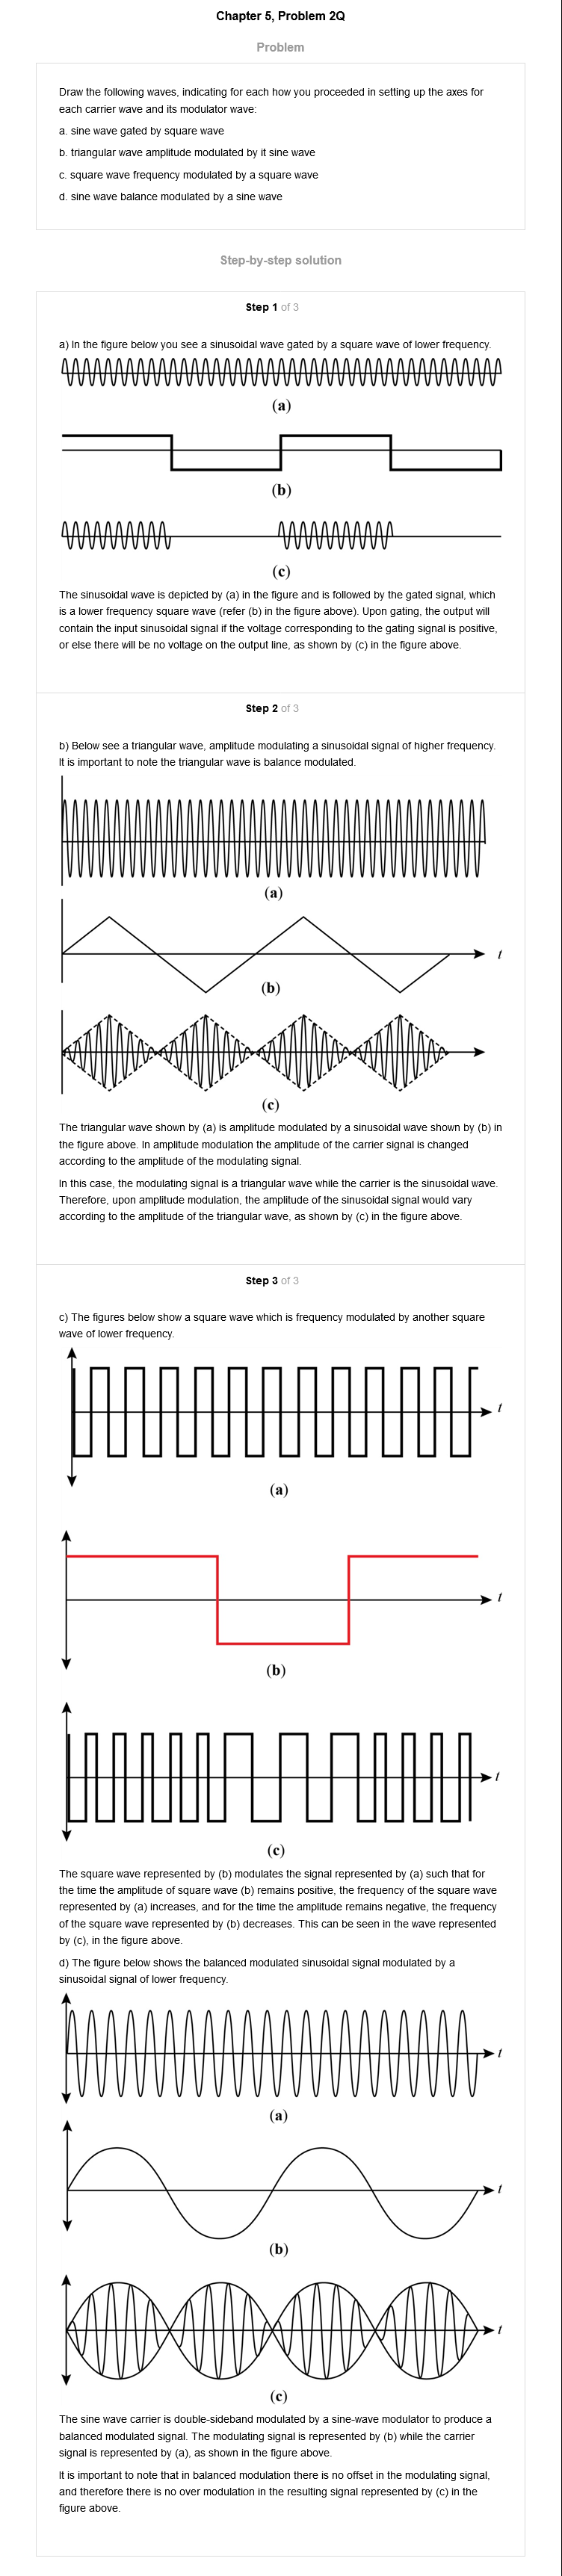 Chapter 5, Problem 2Q
Problem
Draw the following waves, indicating for each how you proceeded in setting up the axes for
each carrier wave and its modulator wave:
a. sine wave gated by square wave
b. triangular wave amplitude modulated by it sine wave
c. square wave frequency modulated by a square wave
d. sine wave balance modulated by a sine wave
Step-by-step solution
Step 1 of 3
a) In the figure below you see a sinusoidal wave gated by a square wave of lower frequency.
(a)
(b)
(c)
The sinusoidal wave is depicted by (a) in the figure and is followed by the gated signal, which
is a lower frequency square wave (refer (b) in the figure above). Upon gating, the output will
contain the input sinusoidal signal if the voltage corresponding to the gating signal is positive,
or else there will be no voltage on the output line, as shown by (c) in the figure above.
Step 2 of 3
b) Below see a triangular wave, amplitude modulating a sinusoidal signal of higher frequency.
It is important to note the triangular wave is balance modulated.
(a)
t
(b)
(c)
The triangular wave shown by (a) is amplitude modulated by a sinusoidal wave shown by (b) in
the figure above. In amplitude modulation the amplitude of the carrier signal is changed
according to the amplitude of the modulating signal.
In this case, the modulating signal is a triangular wave while the carrier is the sinusoidal wave.
Therefore, upon amplitude modulation, the amplitude of the sinusoidal signal would vary
according to the amplitude of the triangular wave, as shown by (c) in the figure above.
Step 3 of 3
c) The figures below show a square wave which is frequency modulated by another square
wave of lower frequency.
t
(a)
t
(b)
t
(c)
The square wave represented by (b) modulates the signal represented by (a) such that for
the time the amplitude of square wave (b) remains positive, the frequency of the square wave
represented by (a) increases, and for the time the amplitude remains negative, the frequency
of the square wave represented by (b) decreases. This can be seen in the wave represented
by (c), in the figure above.
d) The figure below shows the balanced modulated sinusoidal signal modulated by a
sinusoidal signal of lower frequency.
t
(a)
t
(b)
t
(c)
The sine wave carrier is double-sideband modulated by a sine-wave modulator to produce a
balanced modulated signal. The modulating signal is represented by (b) while the carrier
signal is represented by (a), as shown in the figure above.
It is important to note that in balanced modulation there is no offset in the modulating signal,
and therefore there is no over modulation in the resulting signal represented by (c) in the
figure above.